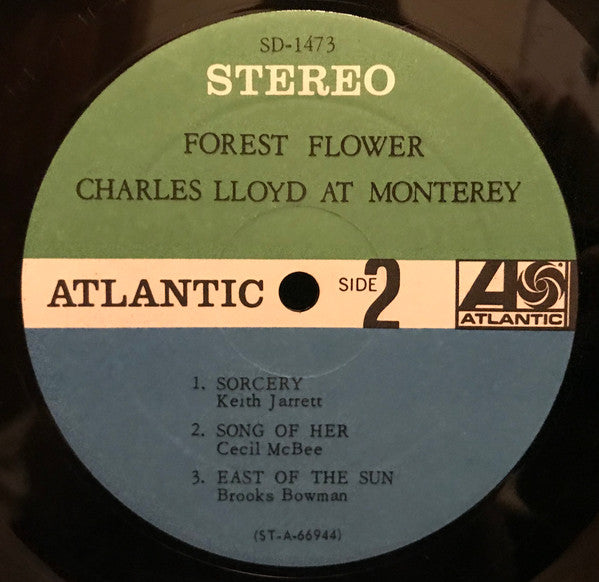 SD-1473
STEREO
FOREST FLOWER
CHARLES LLOYD AT MONTEREY
ATLANTIC SIDE 2 ATLANTIC
1. SORCERY
Keith Jarrett
2. SONG OF HER
Cecil McBee
3. EAST OF THE SUN
Brooks Bowman
(ST-A-66944)